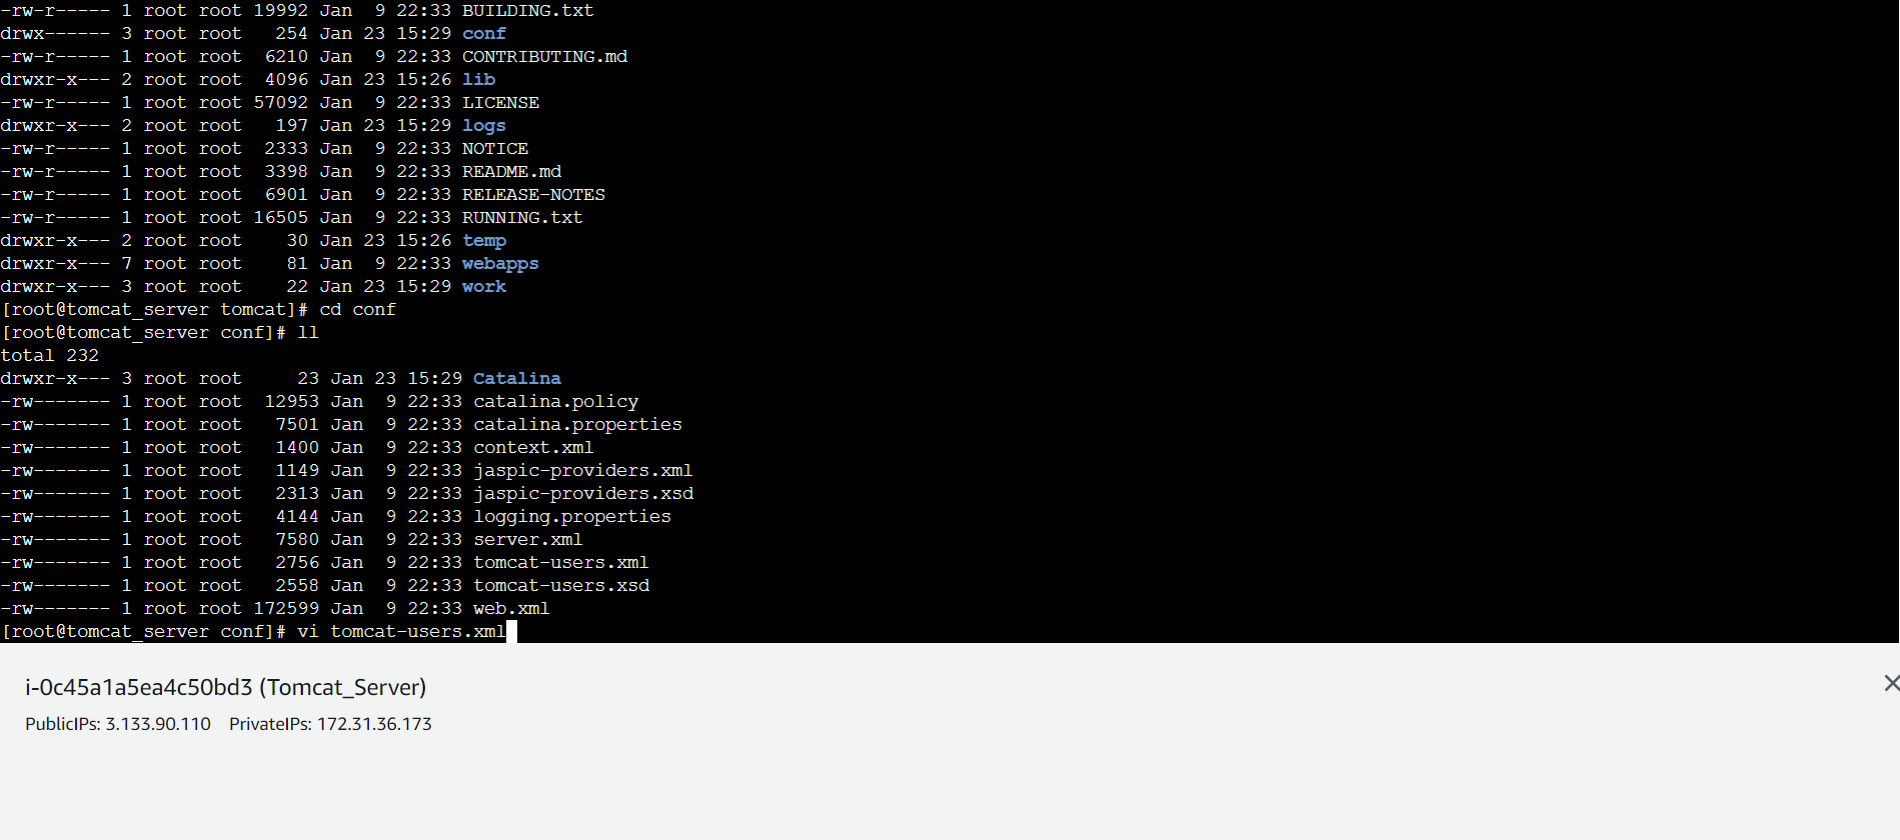 -rw-r----- 1 root root 19992 Jan  9 22:33 BUILDING.txt
drwx------ 3 root root   254 Jan 23 15:29 conf
-rw-r----- 1 root root  6210 Jan  9 22:33 CONTRIBUTING.md
drwxr-x--- 2 root root  4096 Jan 23 15:26 lib
-rw-r----- 1 root root 57092 Jan  9 22:33 LICENSE
drwxr-x--- 2 root root   197 Jan 23 15:29 logs
-rw-r----- 1 root root  2333 Jan  9 22:33 NOTICE
-rw-r----- 1 root root  3398 Jan  9 22:33 README.md
-rw-r----- 1 root root  6901 Jan  9 22:33 RELEASE-NOTES
-rw-r----- 1 root root 16505 Jan  9 22:33 RUNNING.txt
drwxr-x--- 2 root root    30 Jan 23 15:26 temp
drwxr-x--- 7 root root    81 Jan  9 22:33 webapps
drwxr-x--- 3 root root    22 Jan 23 15:29 work
[root@tomcat_server tomcat]# cd conf
[root@tomcat_server conf]# ll
total 232
drwxr-x--- 3 root root     23 Jan 23 15:29 Catalina
-rw------- 1 root root  12953 Jan  9 22:33 catalina.policy
-rw------- 1 root root   7501 Jan  9 22:33 catalina.properties
-rw------- 1 root root   1400 Jan  9 22:33 context.xml
-rw------- 1 root root   1149 Jan  9 22:33 jaspic-providers.xml
-rw------- 1 root root   2313 Jan  9 22:33 jaspic-providers.xsd
-rw------- 1 root root   4144 Jan  9 22:33 logging.properties
-rw------- 1 root root   7580 Jan  9 22:33 server.xml
-rw------- 1 root root   2756 Jan  9 22:33 tomcat-users.xml
-rw------- 1 root root   2558 Jan  9 22:33 tomcat-users.xsd
-rw------- 1 root root 172599 Jan  9 22:33 web.xml
[root@tomcat_server conf]# vi tomcat-users.xml
i-0c45a1a5ea4c50bd3 (Tomcat_Server)
PublicIPs: 3.133.90.110 PrivateIPs: 172.31.36.173